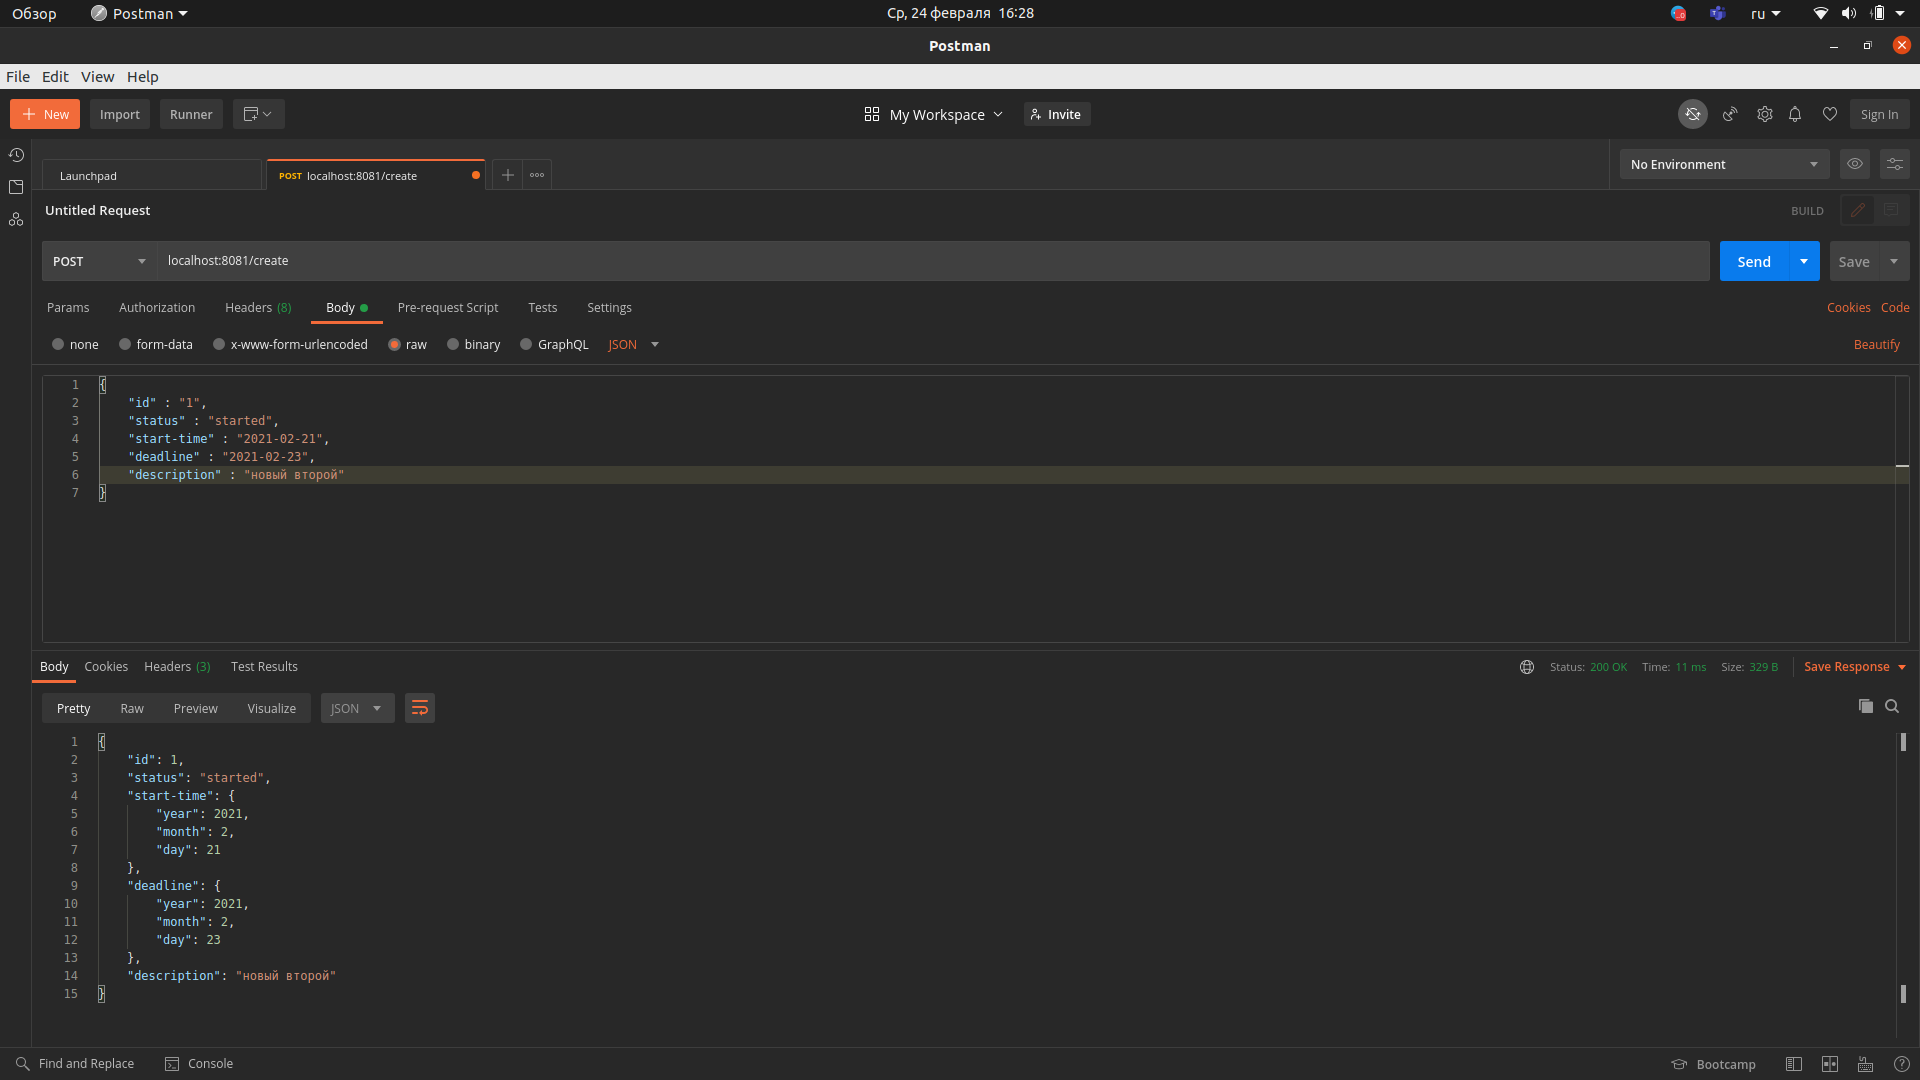 Обзор Postman Ср, 24 февраля 16:28 ru
Postman
File Edit View Help
New Import Runner My Workspace Invite Sign In
Launchpad POST localhost:8081/create No Environment
Untitled Request BUILD
POST localhost:8081/create Send Save
Params Authorization Headers (8) Body Pre-request Script Tests Settings Cookies Code
none form-data x-www-form-urlencoded raw binary GraphQL JSON Beautify
1 {
2 "id" : "1",
3 "status" : "started",
4 "start-time" : "2021-02-21",
5 "deadline" : "2021-02-23",
6 "description" : "новый второй"
7 }
Body Cookies Headers (3) Test Results Status: 200 OK Time: 11 ms Size: 329 B Save Response
Pretty Raw Preview Visualize JSON
1 {
2 "id": 1,
3 "status": "started",
4 "start-time": {
5 "year": 2021,
6 "month": 2,
7 "day": 21
8 },
9 "deadline": {
10 "year": 2021,
11 "month": 2,
12 "day": 23
13 },
14 "description": "новый второй"
15 }
Find and Replace Console Bootcamp